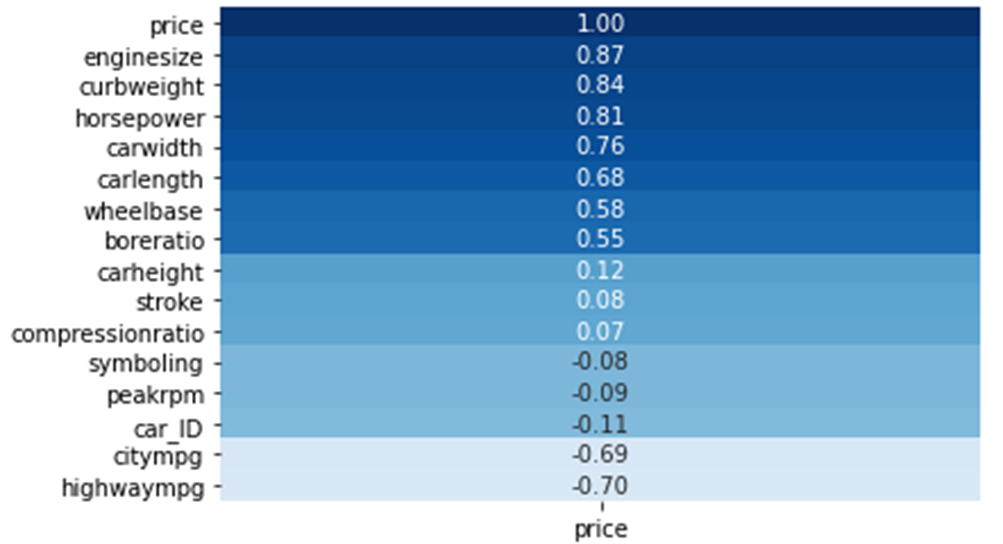 price 1.00
enginesize 0.87
curbweight 0.84
horsepower 0.81
carwidth 0.76
carlength 0.68
wheelbase 0.58
boreratio 0.55
carheight 0.12
stroke 0.08
compressionratio 0.07
symboling -0.08
peakrpm -0.09
car_ID -0.11
citympg -0.69
highwaympg -0.70
price